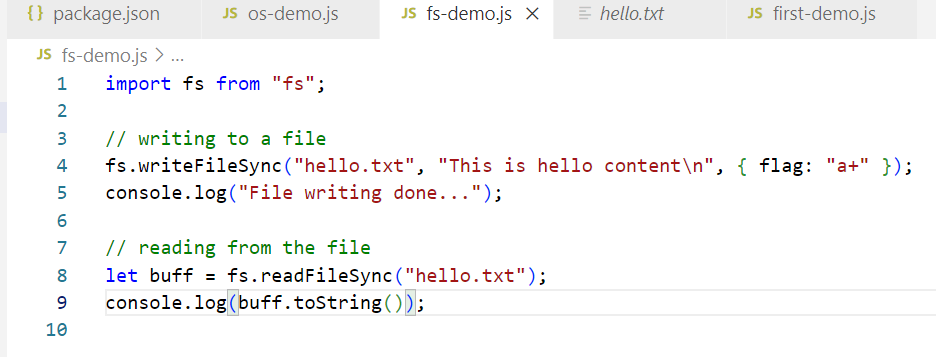 {} package.json JS os-demo.js JS fs-demo.js × hello.txt JS first-demo.js
JS fs-demo.js > ...
1 import fs from "fs";
2
3 // writing to a file
4 fs.writeFileSync("hello.txt", "This is hello content\n", { flag: "a+" });
5 console.log("File writing done...");
6
7 // reading from the file
8 let buff = fs.readFileSync("hello.txt");
9 console.log(buff.toString());
10